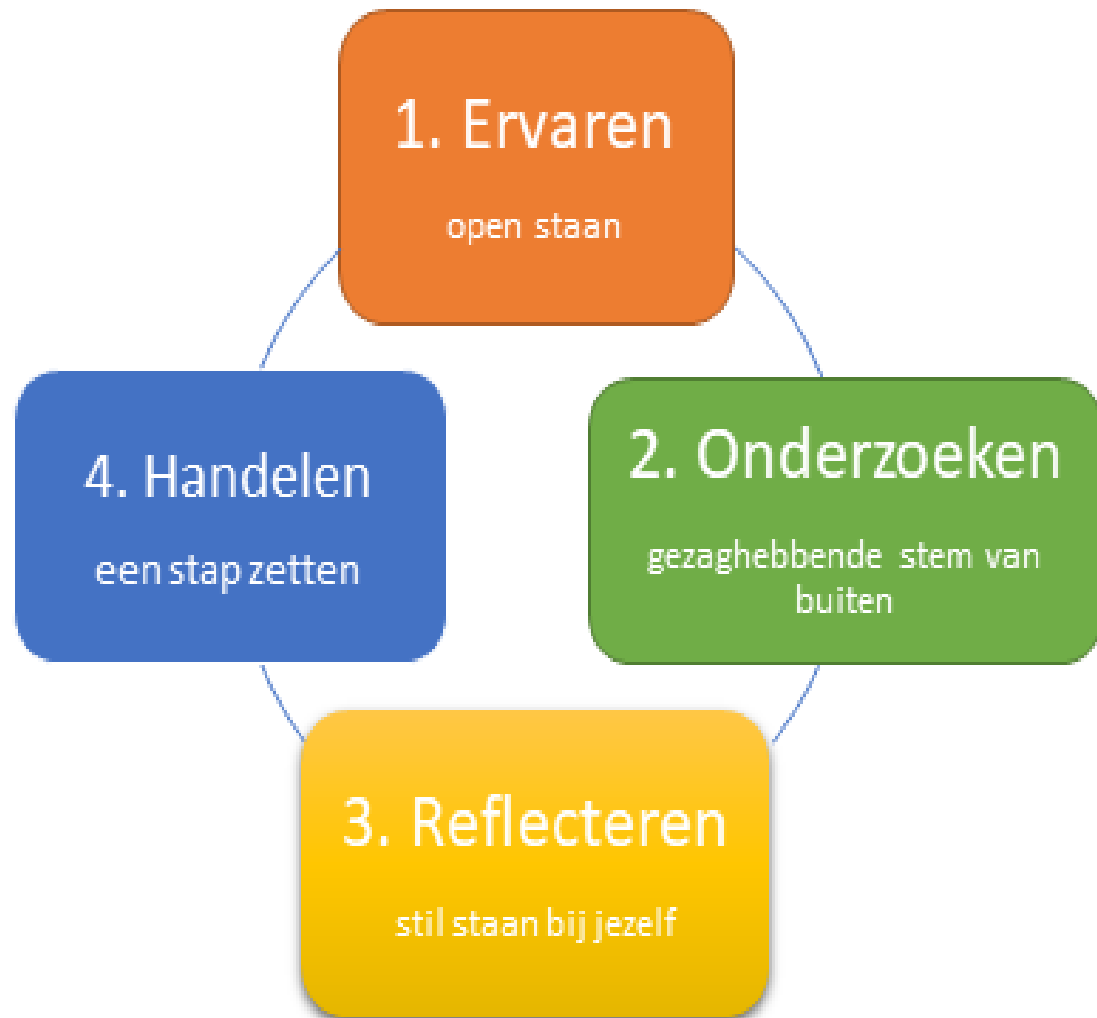 1. Ervaren
open staan
2. Onderzoeken
gezaghebbende stem van
buiten
3. Reflecteren
stil staan bij jezelf
4. Handelen
een stap zetten